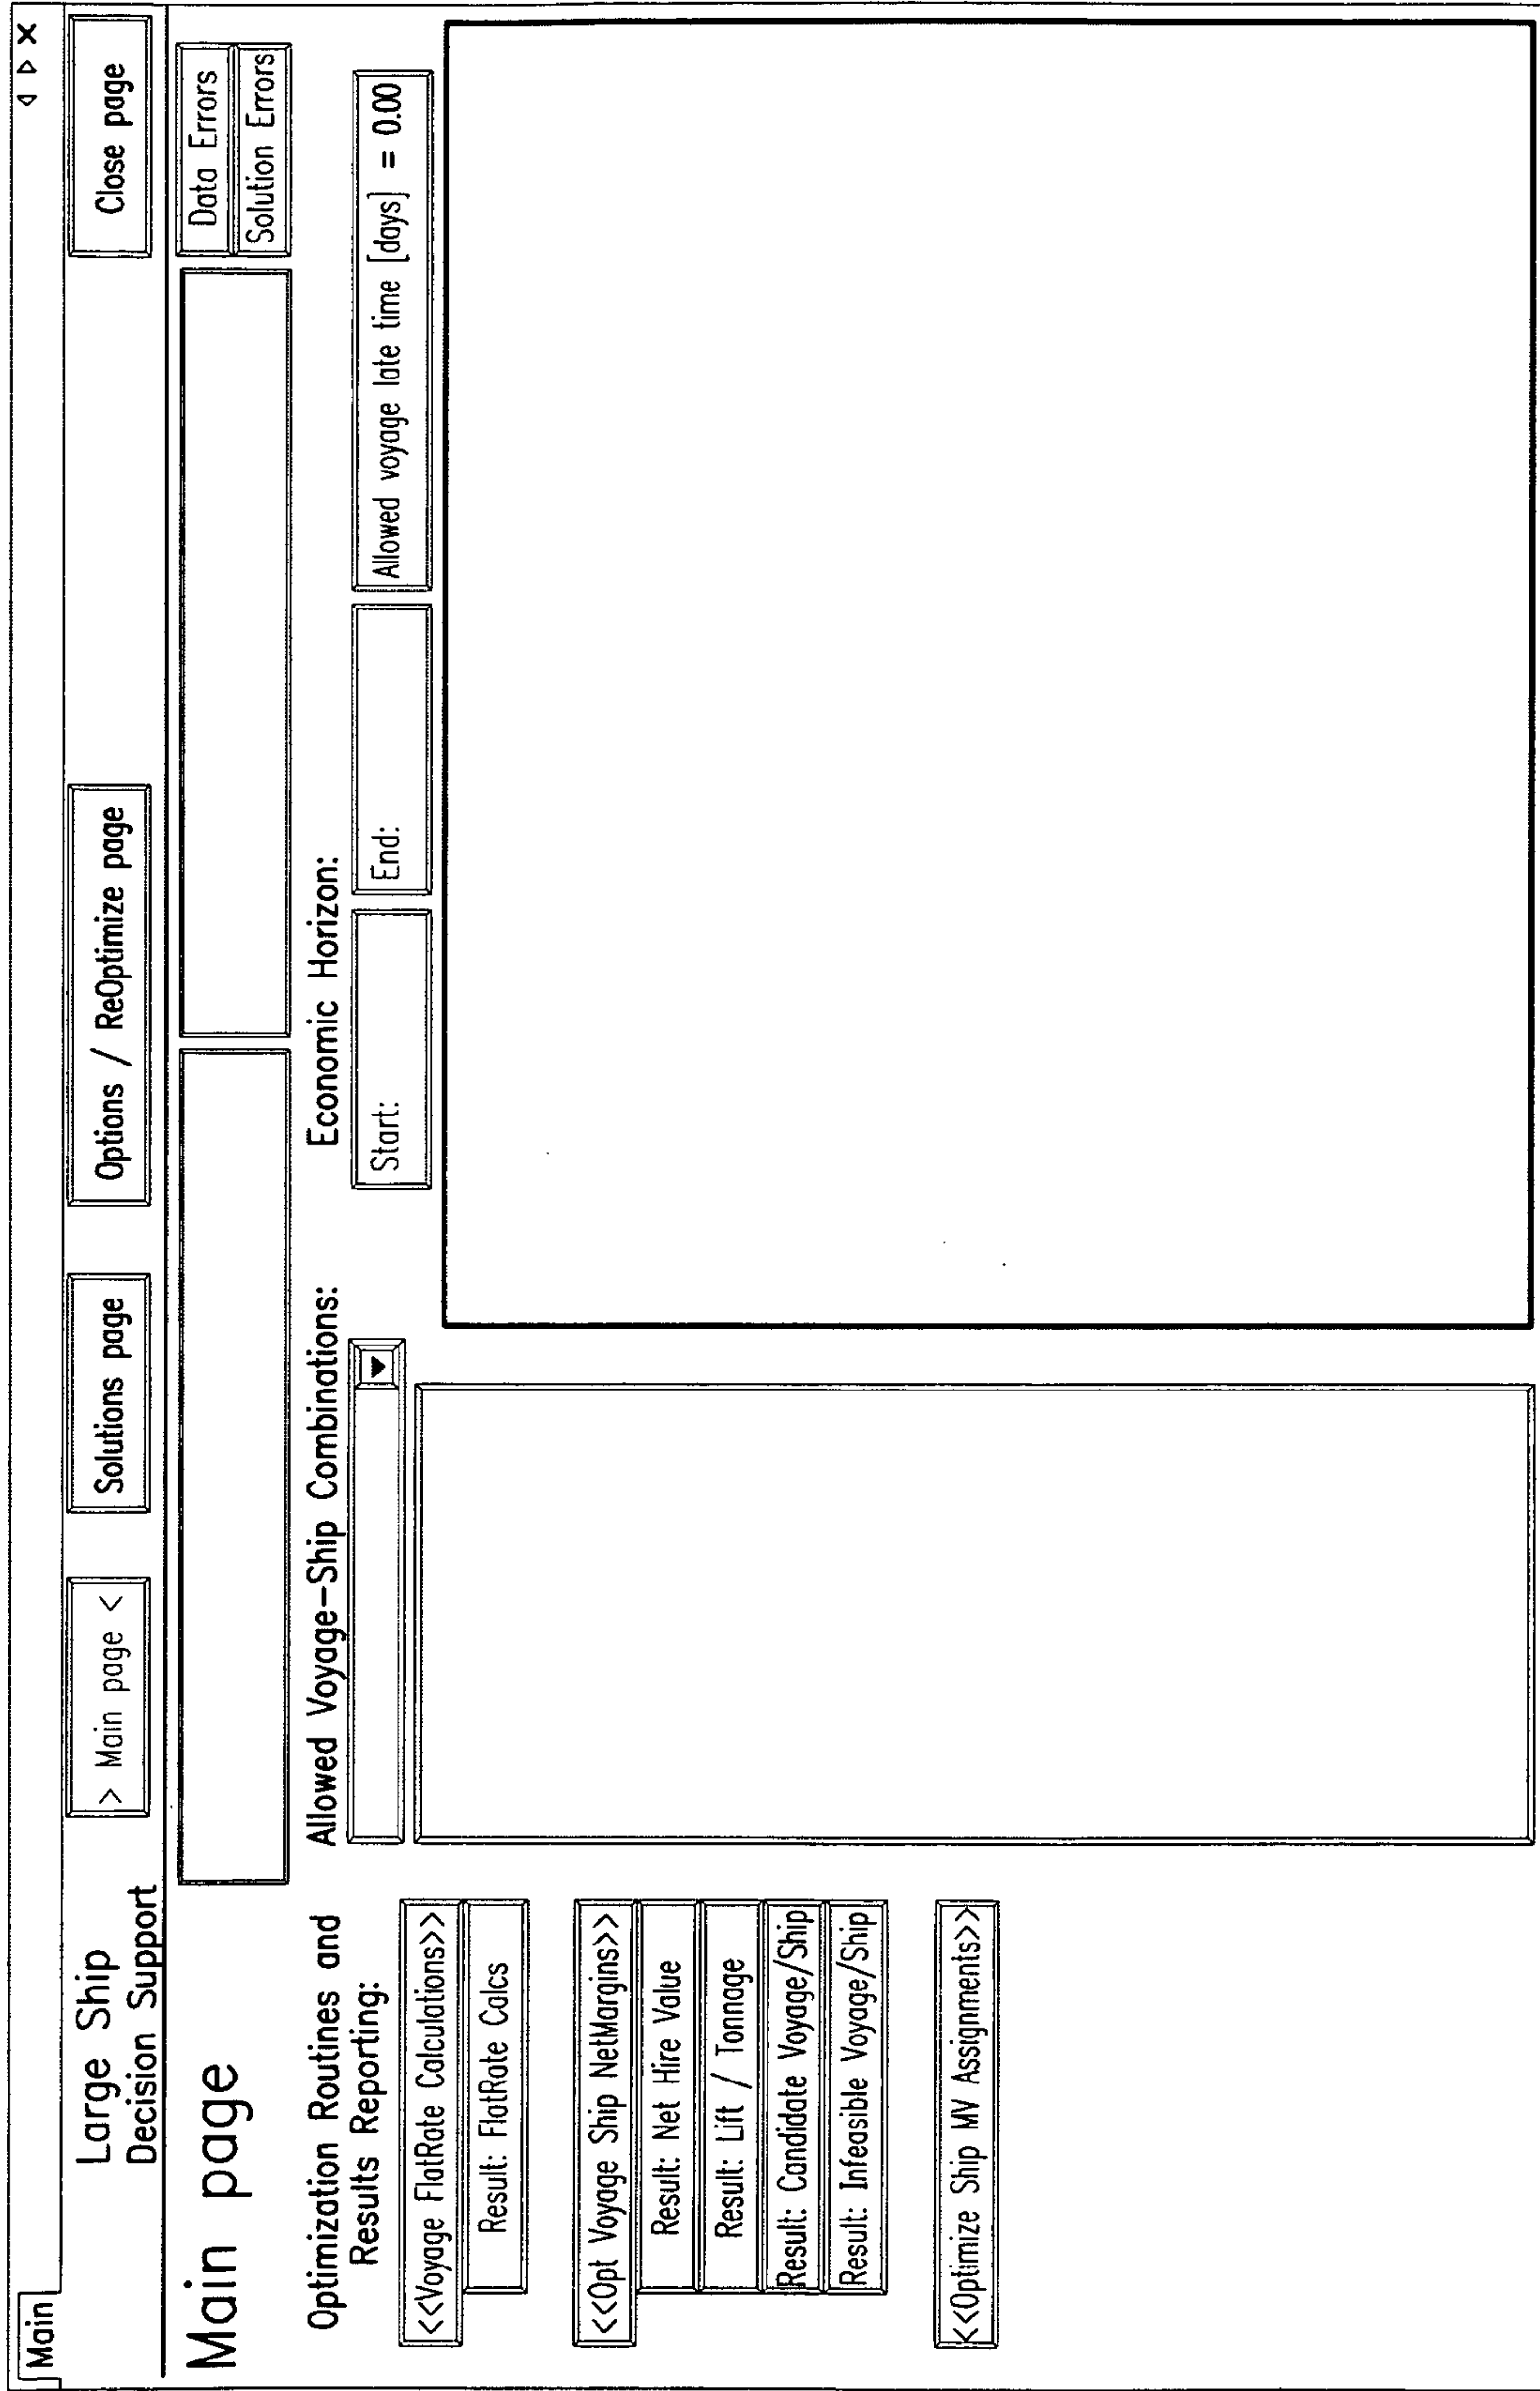 Main
Large Ship
Decision Support
> Main page <
Solutions page
Options / ReOptimize page
Close page
Main page
Data Errors
Solution Errors
Optimization Routines and
Results Reporting:
<<Voyage FlatRate Calculations>>
Result: FlatRate Calcs
<<Opt Voyage Ship NetMargins>>
Result: Net Hire Value
Result: Lift / Tonnage
Result: Candidate Voyage/Ship
Result: Infeasible Voyage/Ship
<<Optimize Ship MV Assignments>>
Allowed Voyage-Ship Combinations:
Economic Horizon:
Start:
End:
Allowed voyage late time [days] = 0.00